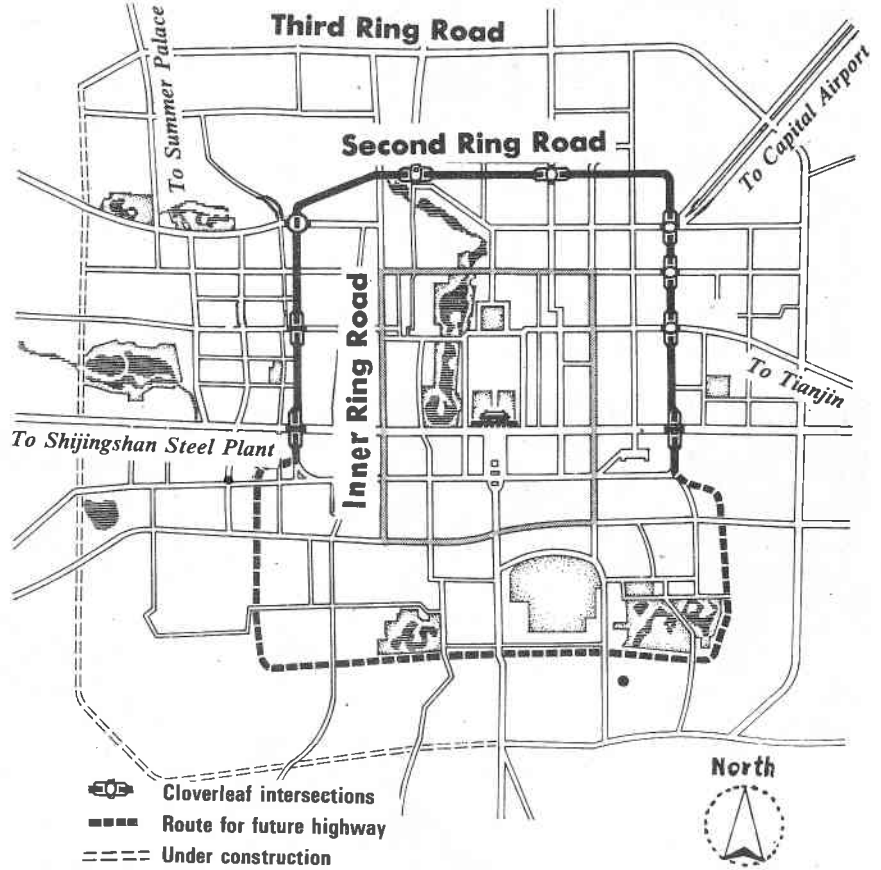 Third Ring Road
To Summer Palace
To Capital Airport
Second Ring Road
Inner Ring Road
To Tianjin
To Shijingshan Steel Plant
North
Cloverleaf intersections
Route for future highway
Under construction